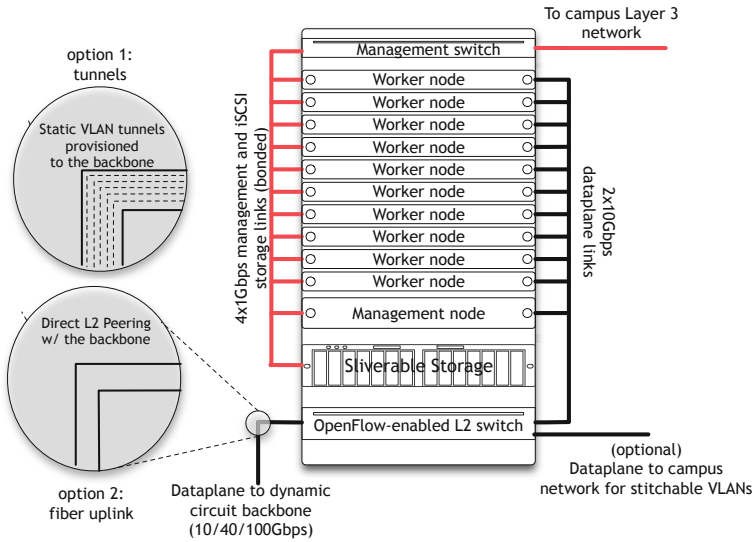 To campus Layer 3
network
option 1:
tunnels
Static VLAN tunnels
provisioned
to the backbone
Management switch
Worker node
Worker node
Worker node
Worker node
Worker node
Worker node
Worker node
Worker node
Worker node
Worker node
Management node
Sliverable Storage
OpenFlow-enabled L2 switch
4x1Gbps management and iSCSI
storage links (bonded)
2x10Gbps
dataplane links
Direct L2 Peering
w/ the backbone
option 2:
fiber uplink
Dataplane to dynamic
circuit backbone
(10/40/100Gbps)
(optional)
Dataplane to campus
network for stitchable VLANs